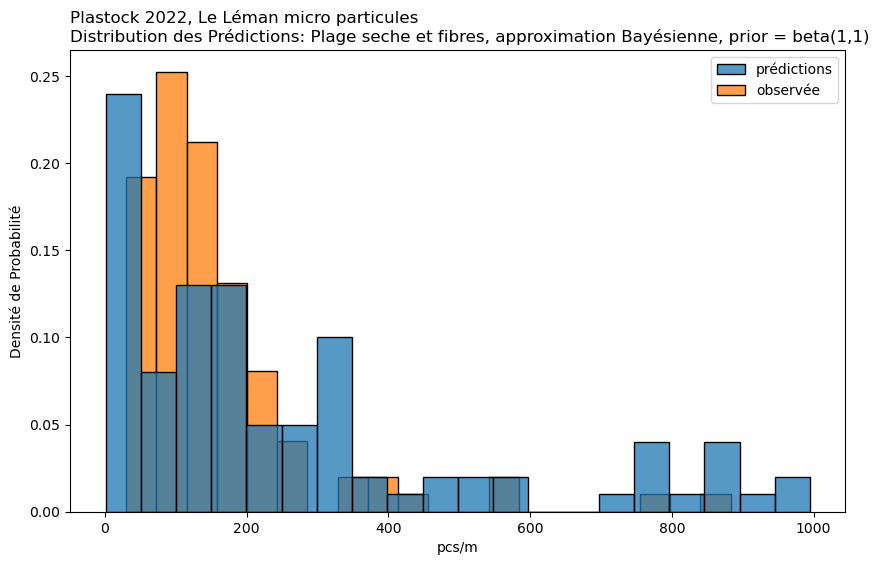 Plastock 2022, Le Léman micro particules
Distribution des Prédictions: Plage seche et fibres, approximation Bayésienne, prior = beta(1,1)
prédictions
observée
Densité de Probabilité
0.25
0.20
0.15
0.10
0.05
0.00
0
200
400
600
800
1000
pcs/m